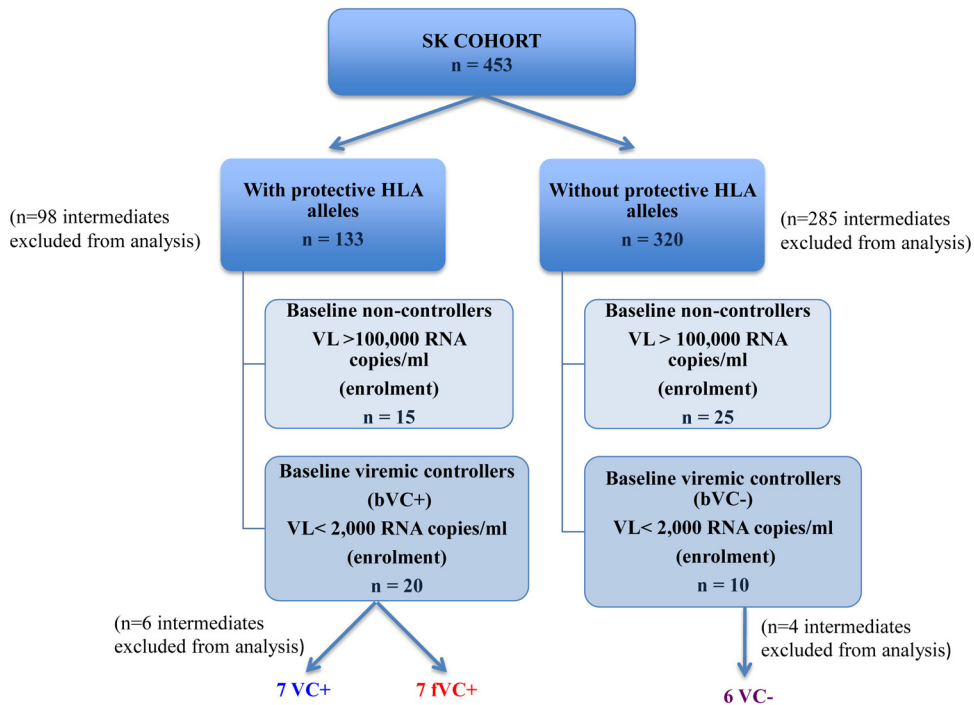 SK COHORT
n = 453
With protective HLA
alleles
n = 133
Without protective HLA
alleles
n = 320
(n=98 intermediates
excluded from analysis)
(n=285 intermediates
excluded from analysis)
Baseline non-controllers
VL >100,000 RNA
copies/ml
(enrolment)
n = 15
Baseline non-controllers
VL > 100,000 RNA
copies/ml
(enrolment)
n = 25
Baseline viremic controllers
(bVC+)
VL< 2,000 RNA copies/ml
(enrolment)
n = 20
Baseline viremic controllers
(bVC-)
VL< 2,000 RNA copies/ml
(enrolment)
n = 10
(n=6 intermediates
excluded from analysis)
(n=4 intermediates
excluded from analysis)
7 VC+
7 fVC+
6 VC-